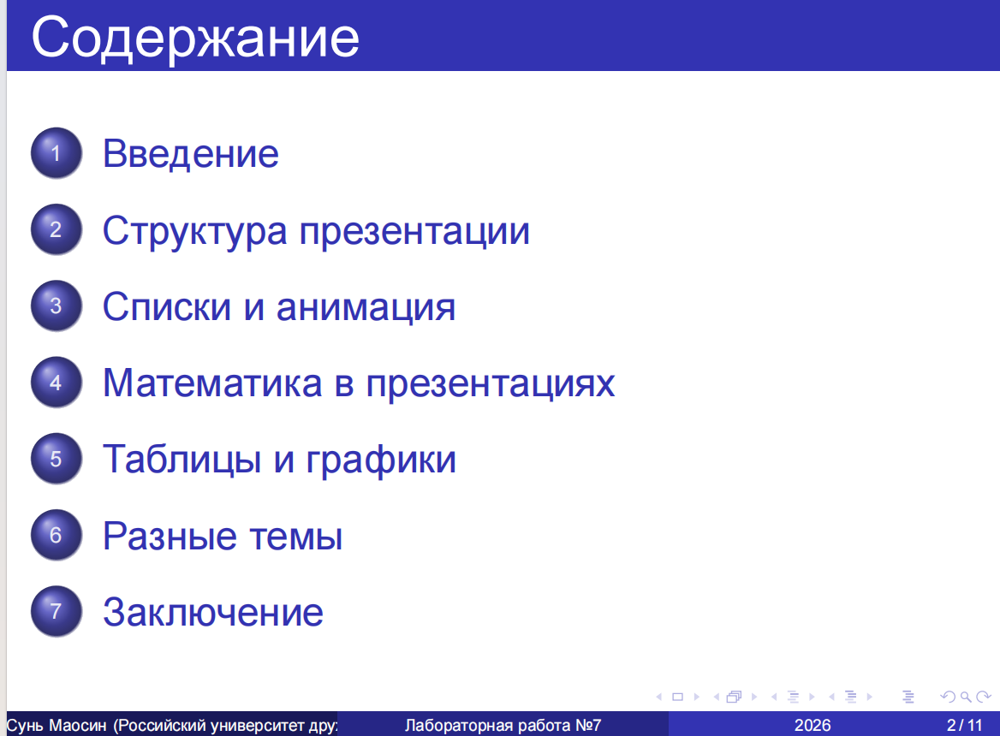 Содержание
1 Введение
2 Структура презентации
3 Списки и анимация
4 Математика в презентациях
5 Таблицы и графики
6 Разные темы
7 Заключение
Сунь Маосин (Российский университет дру Лабораторная работа №7 2026 2 / 11